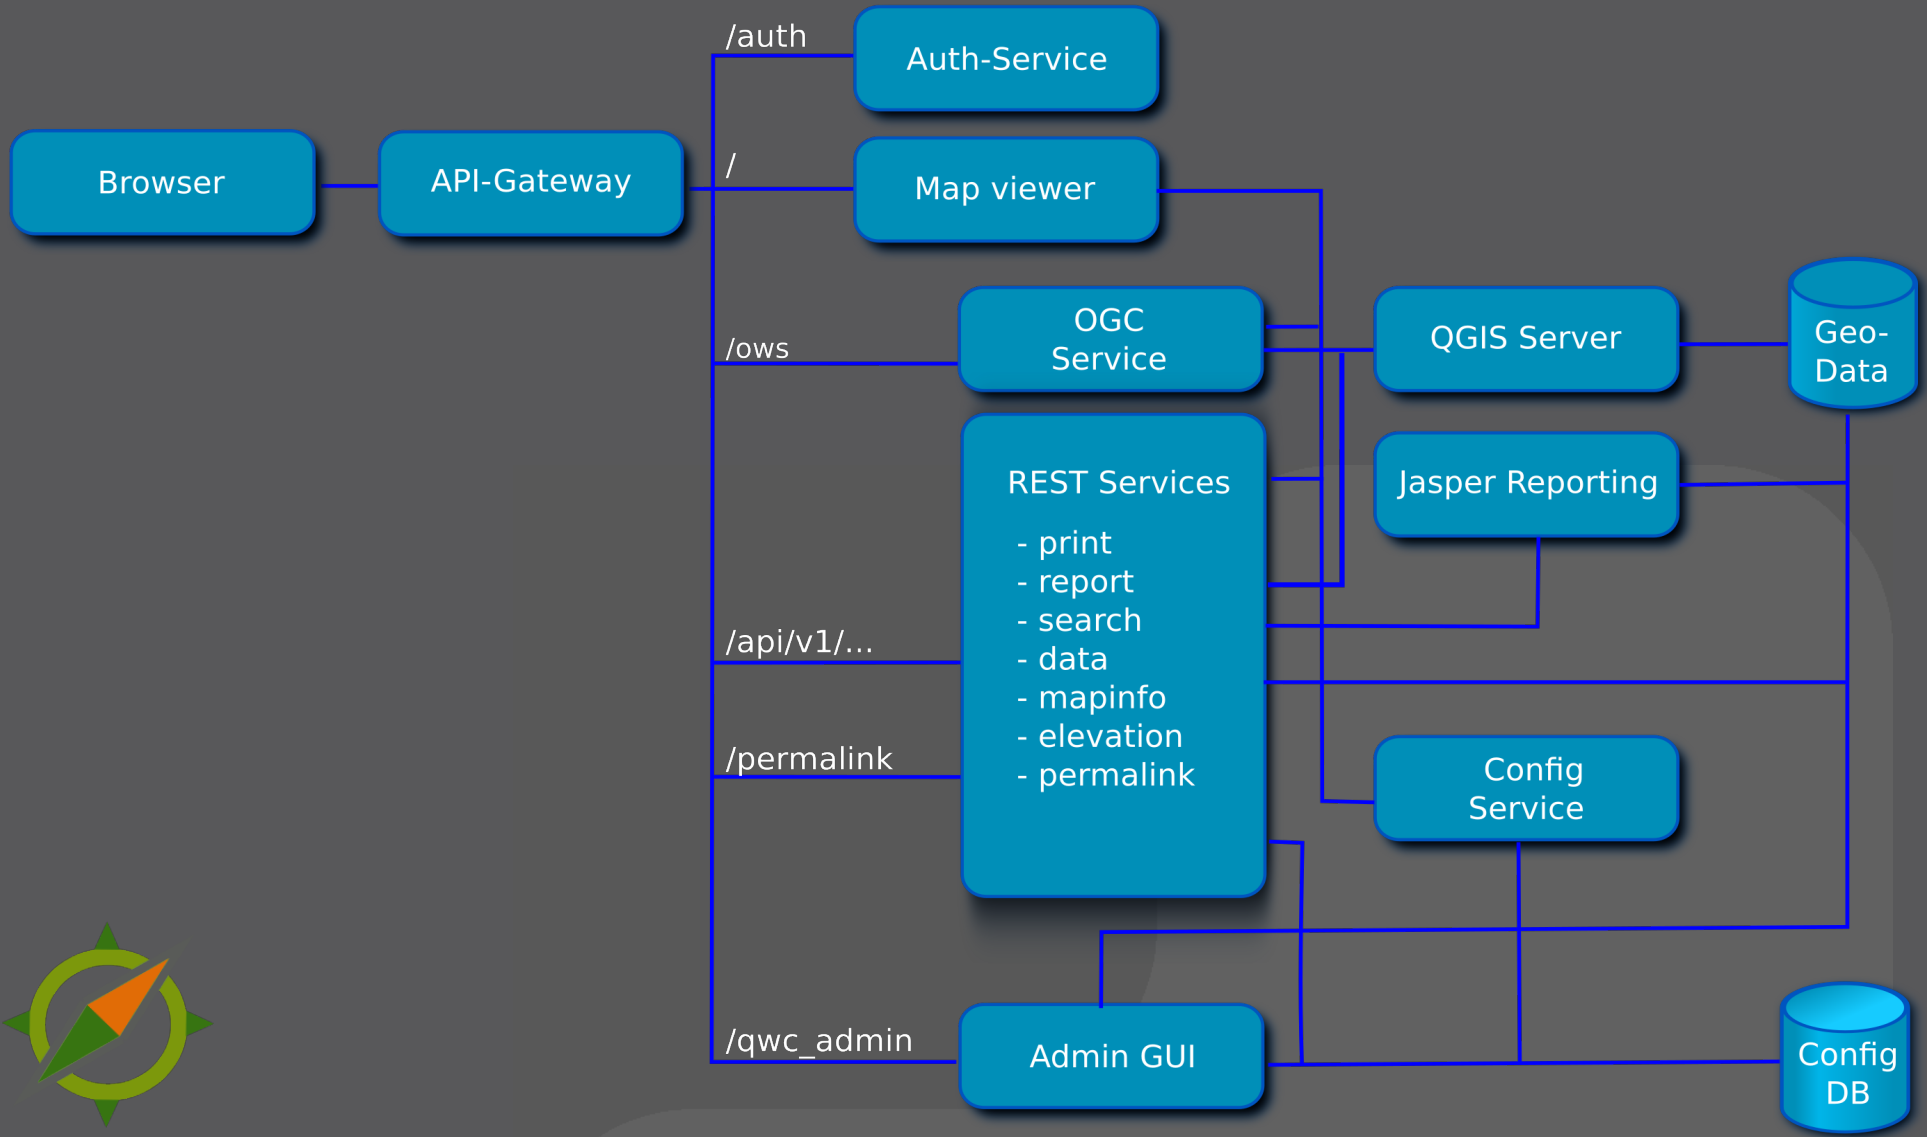 /auth
Auth-Service
Browser
API-Gateway
/
Map viewer
/ows
OGC
Service
QGIS Server
Geo-
Data
REST Services
- print
- report
- search
- data
- mapinfo
- elevation
- permalink
Jasper Reporting
/api/v1/...
/permalink
Config
Service
/qwc_admin
Admin GUI
Config
DB